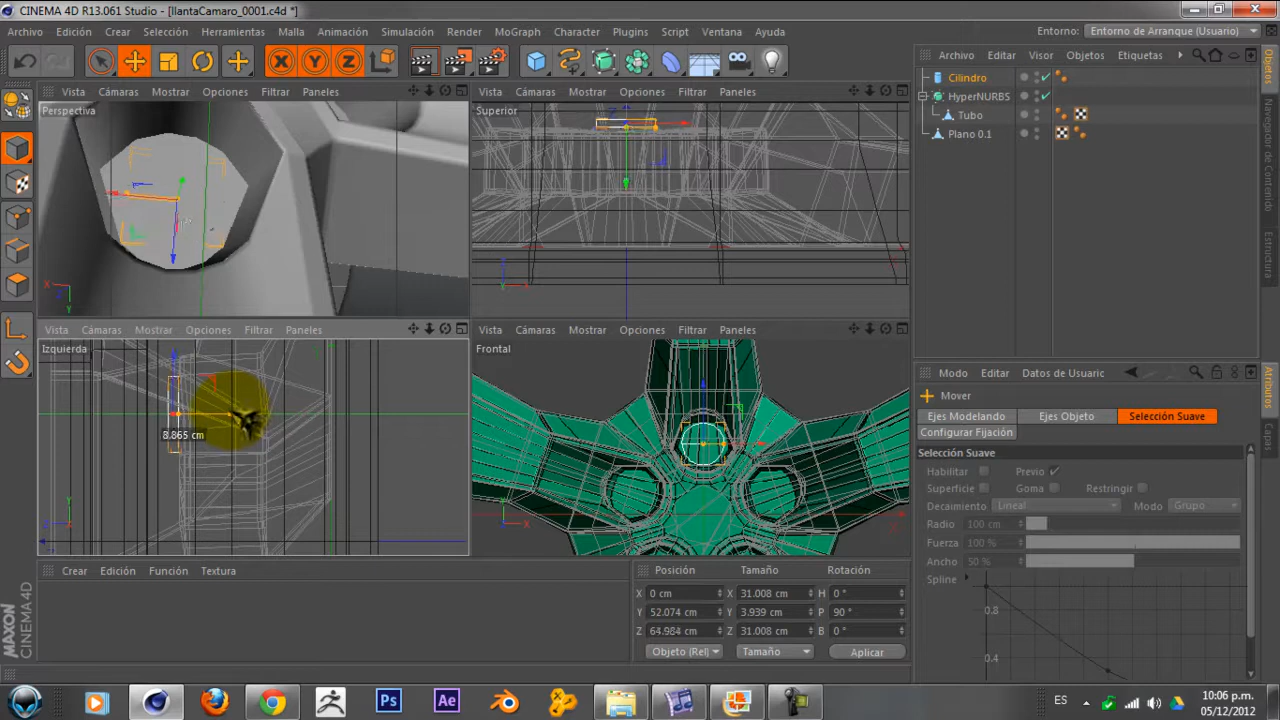 CINEMA 4D R13.061 Studio - [llantaCamaro_0001.c4d *]
Archivo Edición Crear Selección Herramientas Malla Animación Simulación Render MoGraph Character Plugins Script Ventana Ayuda
Entorno: Entorno de Arranque (Usuario)
X Y Z
Archivo Editar Visor Objetos Etiquetas
Cilindro
HyperNURBS
Tubo
Plano 0.1
Objetos
Navegador de Contenido
Estructura
Vista Cámaras Mostrar Opciones Filtrar Paneles
Perspectiva
Vista Cámaras Mostrar Opciones Filtrar Paneles
Superior
Vista Cámaras Mostrar Opciones Filtrar Paneles
Izquierda
8.865 cm
Vista Cámaras Mostrar Opciones Filtrar Paneles
Frontal
Modo Editar Datos de Usuaric
Mover
Ejes Modelando Ejes Objeto Selección Suave
Configurar Fijación
Selección Suave
Habilitar Previo
Superficie Goma Restringir
Decaimiento Lineal Modo Grupo
Radio 100 cm
Fuerza 100 %
Ancho 50 %
Spline
0.8
0.4
Atributos
Capas
Crear Edición Función Textura
Posición Tamaño Rotación
X 0 cm X 31.008 cm H 0 °
Y 52.074 cm Y 3.939 cm P 90 °
Z 64.984 cm Z 31.008 cm B 0 °
Objeto (Rel) Tamaño Aplicar
MAXON CINEMA 4D
Ps
Ae
ES
10:06 p.m.
05/12/2012